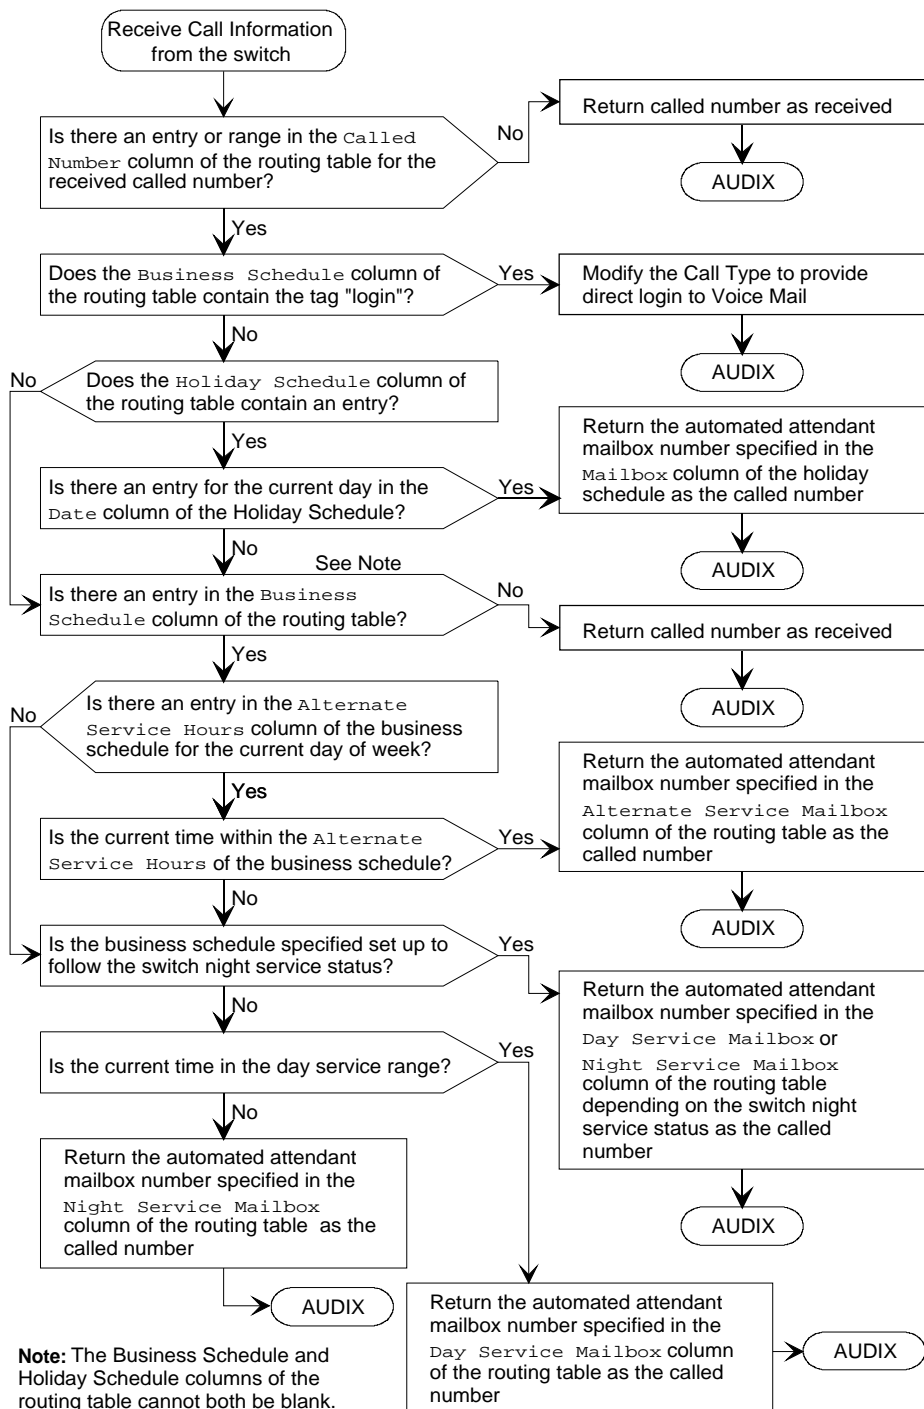 Receive Call Information
from the switch
Is there an entry or range in the Called
Number column of the routing table for the
received called number?
No
Return called number as received
AUDIX
Yes
Does the Business Schedule column of
the routing table contain the tag "login"?
Yes
Modify the Call Type to provide
direct login to Voice Mail
AUDIX
No
No
Does the Holiday Schedule column of
the routing table contain an entry?
Yes
Is there an entry for the current day in the
Date column of the Holiday Schedule?
Yes
Return the automated attendant
mailbox number specified in the
Mailbox column of the holiday
schedule as the called number
AUDIX
No
See Note
Is there an entry in the Business
Schedule column of the routing table?
No
Return called number as received
AUDIX
Yes
No
Is there an entry in the Alternate
Service Hours column of the business
schedule for the current day of week?
Yes
Is the current time within the Alternate
Service Hours of the business schedule?
Yes
Return the automated attendant
mailbox number specified in the
Alternate Service Mailbox
column of the routing table as the
called number
AUDIX
No
Is the business schedule specified set up to
follow the switch night service status?
Yes
Return the automated attendant
mailbox number specified in the
Day Service Mailbox or
Night Service Mailbox
column of the routing table
depending on the switch night
service status as the called
number
AUDIX
No
Is the current time in the day service range?
Yes
No
Return the automated attendant
mailbox number specified in the
Night Service Mailbox
column of the routing table as the
called number
AUDIX
Return the automated attendant
mailbox number specified in the
Day Service Mailbox column
of the routing table as the called
number
AUDIX
Note: The Business Schedule and
Holiday Schedule columns of the
routing table cannot both be blank.